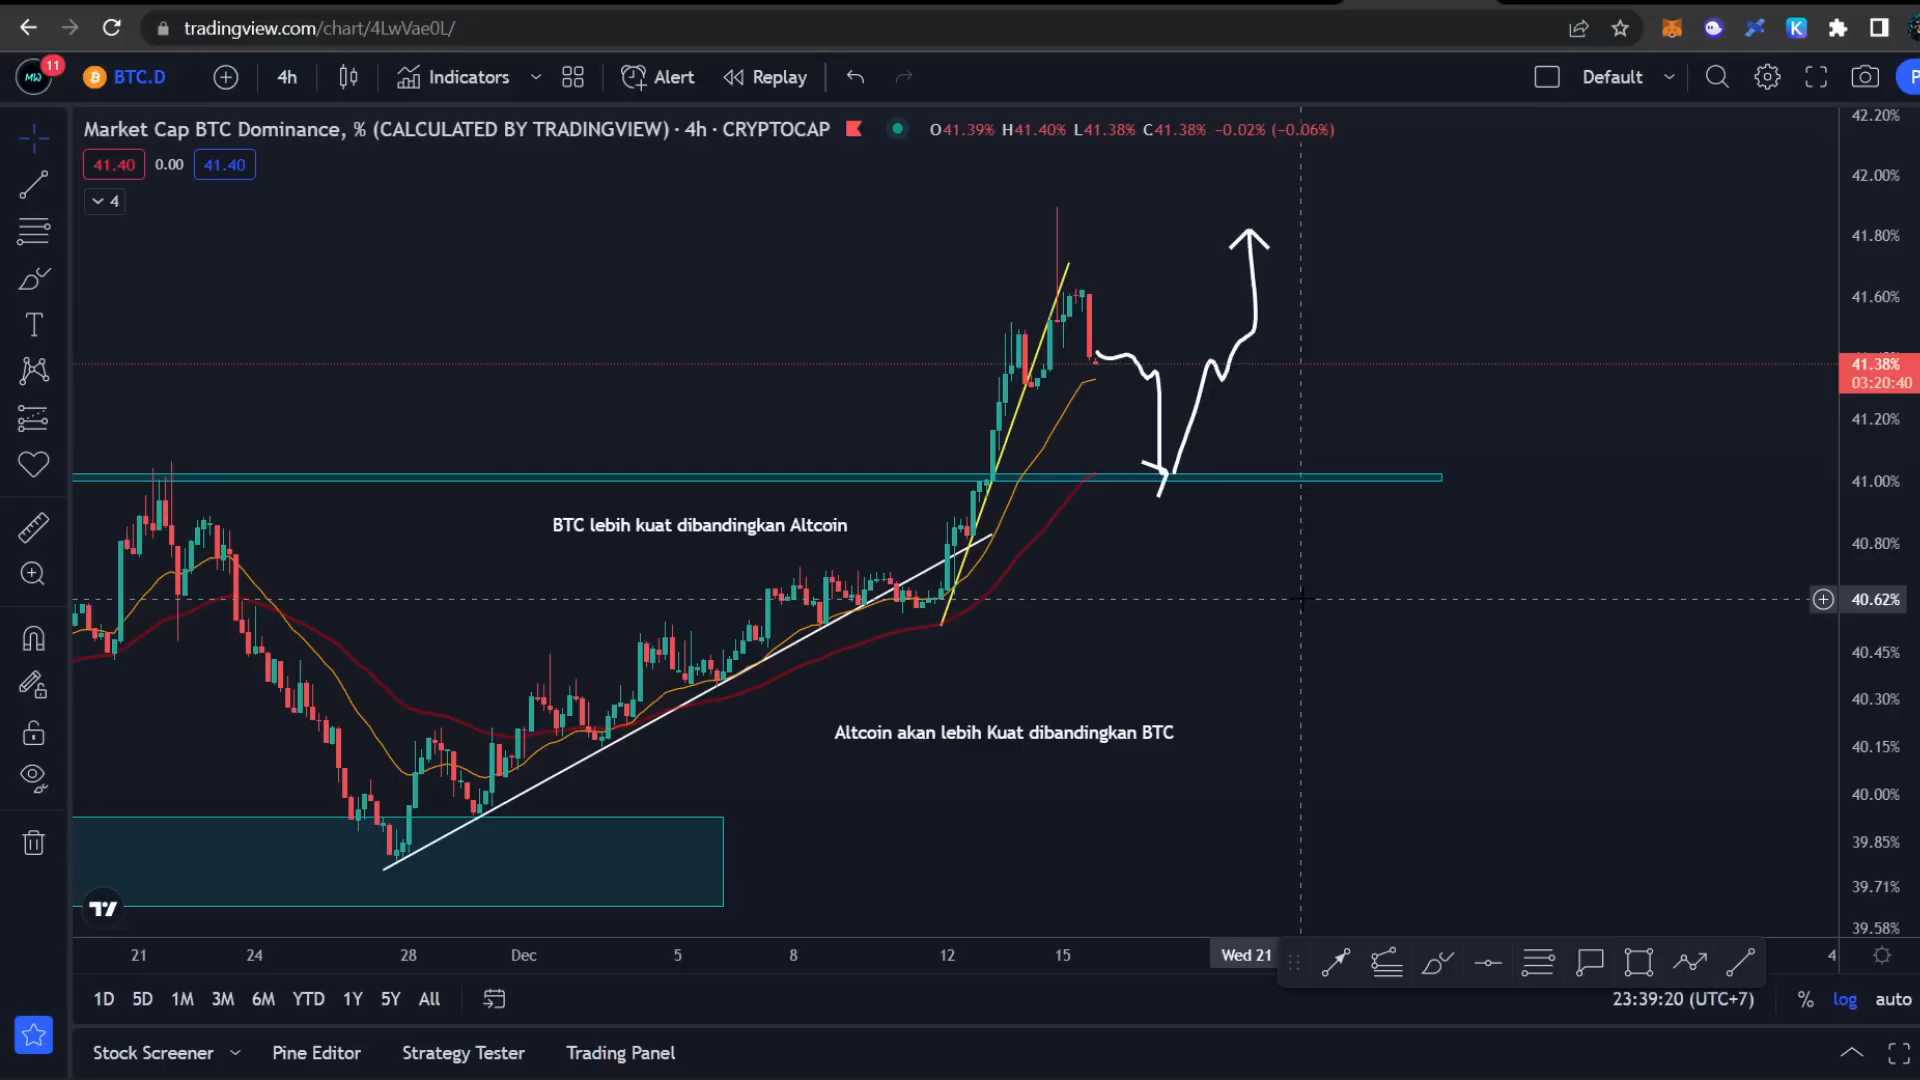 tradingview.com/chart/4LwVae0L/
MW 11 BTC.D 4h Indicators Alert Replay Default P
Market Cap BTC Dominance, % (CALCULATED BY TRADINGVIEW) · 4h · CRYPTOCAP O41.39% H41.40% L41.38% C41.38% −0.02% (−0.06%)
41.40 0.00 41.40
4
42.20%
42.00%
41.80%
41.60%
41.38%
03:20:40
41.20%
41.00%
BTC lebih kuat dibandingkan Altcoin
40.80%
40.62%
40.45%
40.30%
Altcoin akan lebih Kuat dibandingkan BTC
40.15%
40.00%
39.85%
39.71%
39.58%
21 24 28 Dec 5 8 12 15 Wed 21 4
1D 5D 1M 3M 6M YTD 1Y 5Y All 23:39:20 (UTC+7) % log auto
Stock Screener Pine Editor Strategy Tester Trading Panel